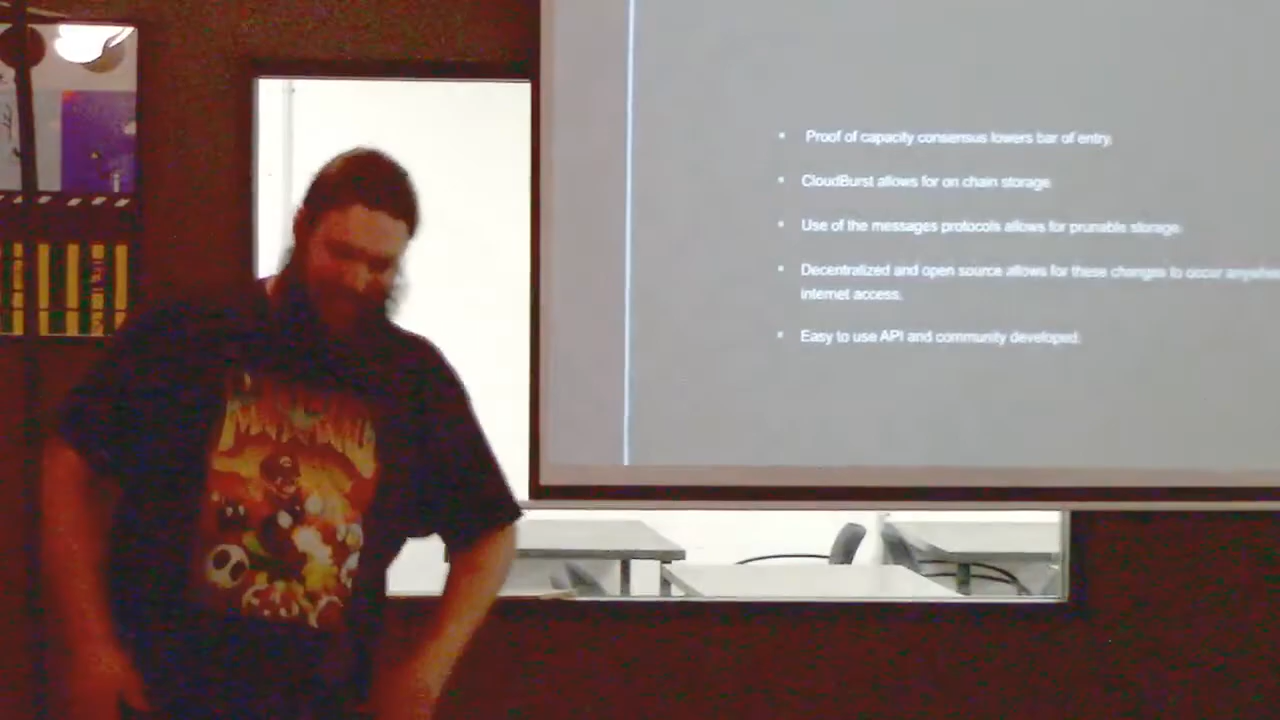 Proof of capacity consensus lowers bar of entry.
CloudBurst allows for on chain storage.
Use of the messages protocols allows for prunable storage.
Decentralized and open source allows for these changes to occur
internet access.
Easy to use API and community developed.